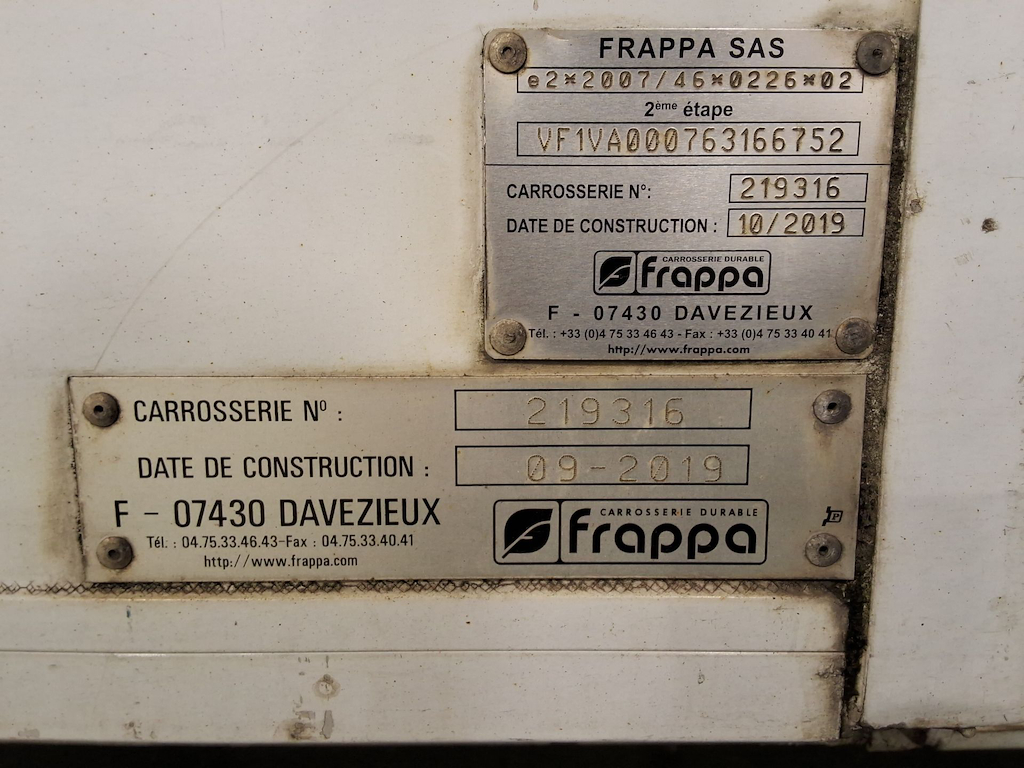 FRAPPA SAS
e2*2007/46*0226*02
2ème étape
VF1VA000763166752
CARROSSERIE N°: 219316
DATE DE CONSTRUCTION : 10/2019
CARROSSERIE DURABLE
frappa
F - 07430 DAVEZIEUX
Tél. : +33 (0)4 75 33 46 43 - Fax : +33 (0)4 75 33 40 41
http://www.frappa.com
CARROSSERIE Nº : 219316
DATE DE CONSTRUCTION : 09-2019
F - 07430 DAVEZIEUX
Tél. : 04.75.33.46.43-Fax : 04.75.33.40.41
http://www.frappa.com
CARROSSERIE DURABLE
frappa